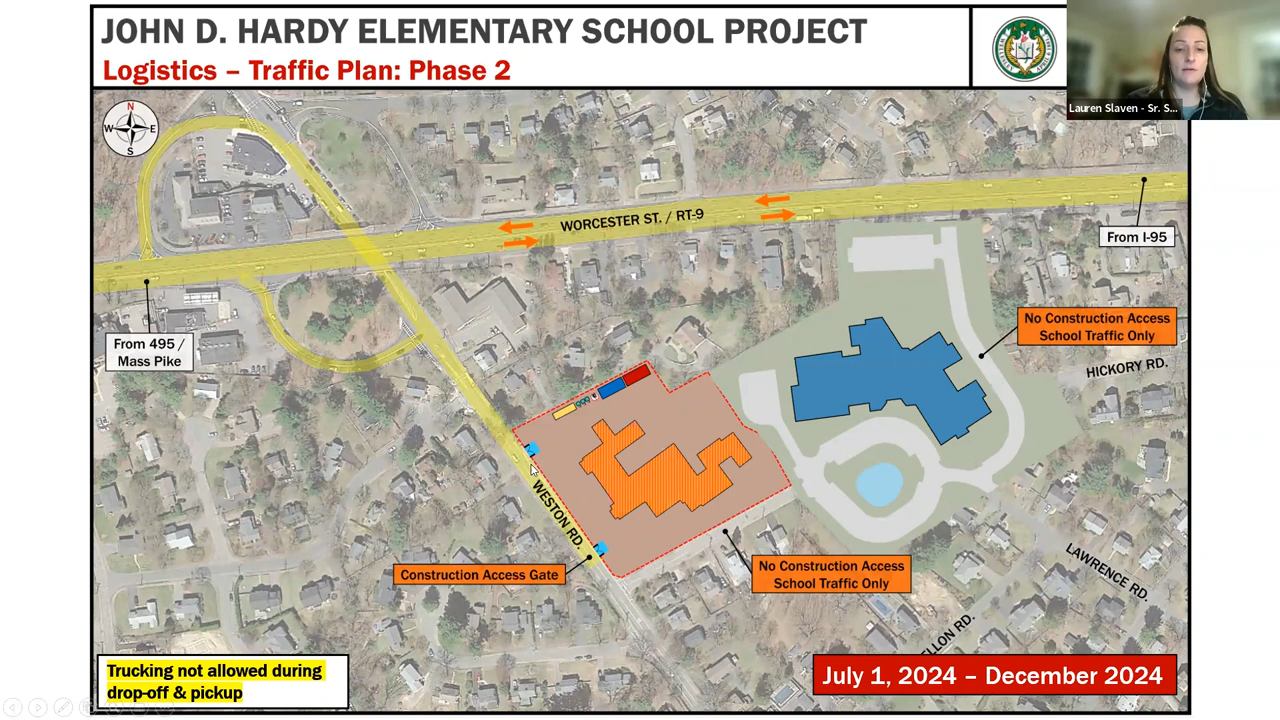 JOHN D. HARDY ELEMENTARY SCHOOL PROJECT
Logistics – Traffic Plan: Phase 2
Lauren Slaven - Sr. S...
N
W E
S
WORCESTER ST. / RT-9
From I-95
From 495 /
Mass Pike
No Construction Access
School Traffic Only
HICKORY RD.
WESTON RD.
Construction Access Gate
No Construction Access
School Traffic Only
LAWRENCE RD.
ELLON RD.
Trucking not allowed during
drop-off & pickup
July 1, 2024 – December 2024